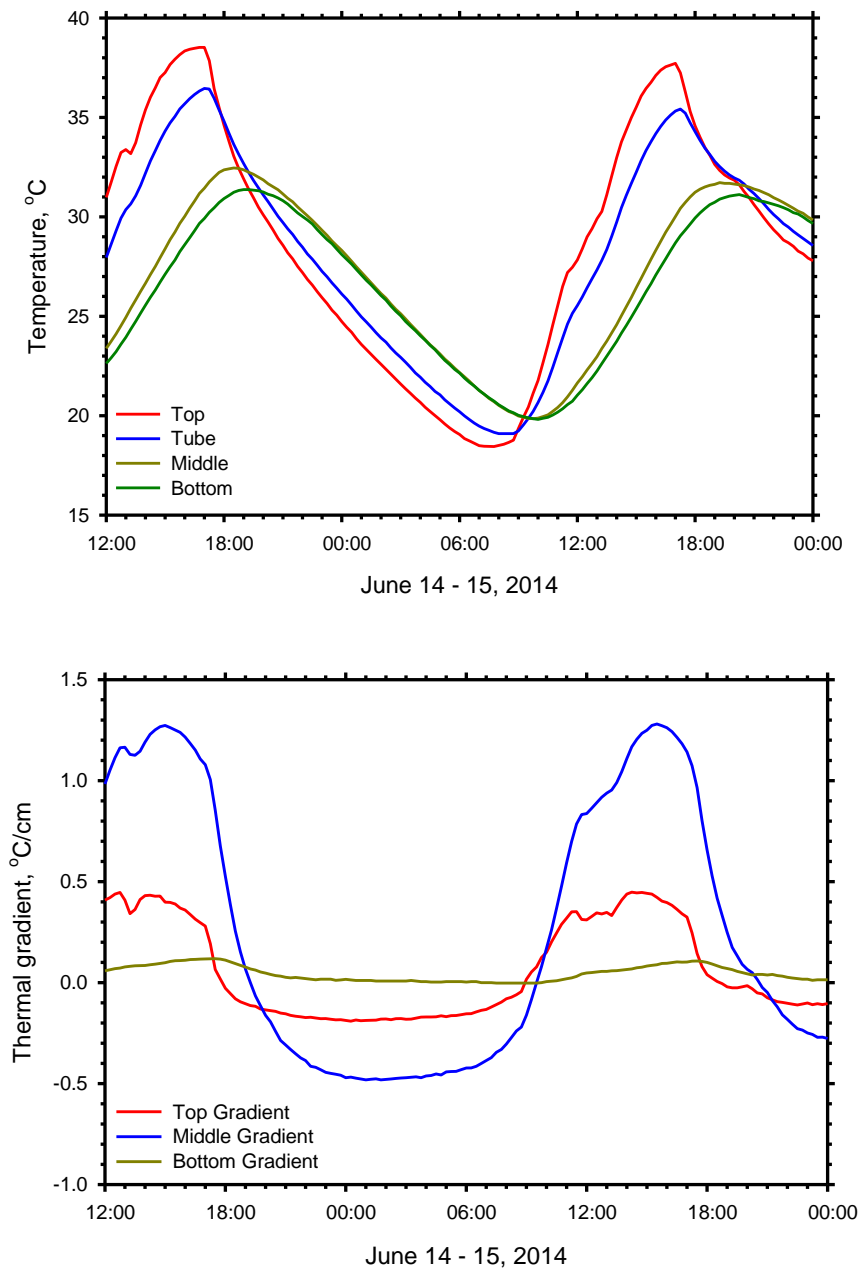 40
35
30
25
20
15
Temperature, °C
Top
Tube
Middle
Bottom
12:00 18:00 00:00 06:00 12:00 18:00 00:00
June 14 - 15, 2014
1.5
1.0
0.5
0.0
-0.5
-1.0
Thermal gradient, °C/cm
Top Gradient
Middle Gradient
Bottom Gradient
12:00 18:00 00:00 06:00 12:00 18:00 00:00
June 14 - 15, 2014